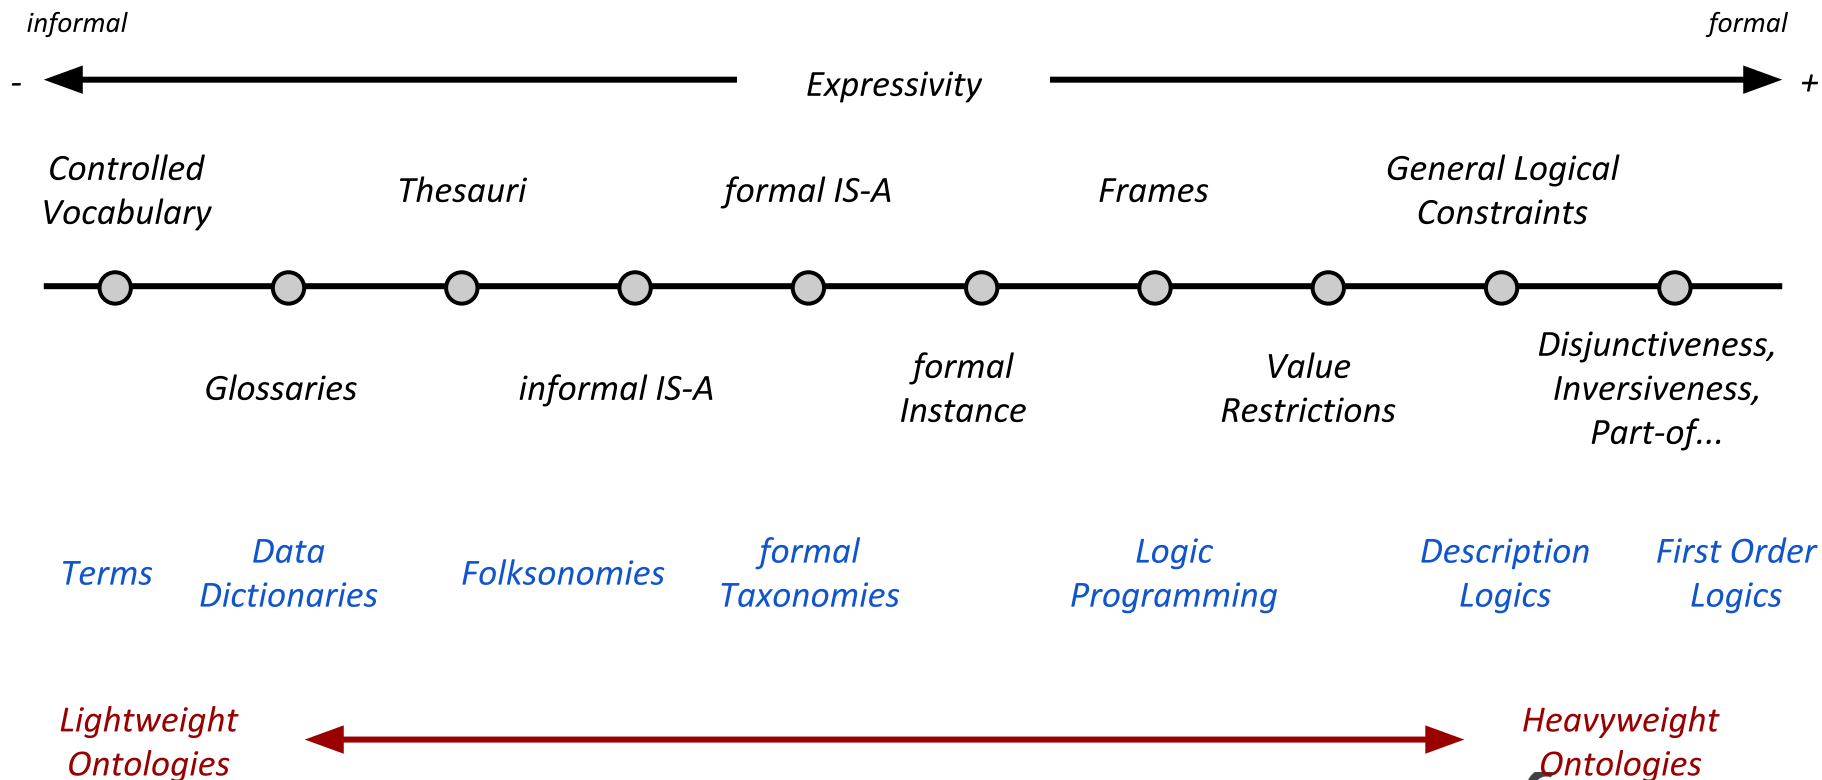 informal
formal
-
Expressivity
+
Controlled
Vocabulary
Thesauri
formal IS-A
Frames
General Logical
Constraints
Glossaries
informal IS-A
formal
Instance
Value
Restrictions
Disjunctiveness,
Inversiveness,
Part-of...
Terms
Data
Dictionaries
Folksonomies
formal
Taxonomies
Logic
Programming
Description
Logics
First Order
Logics
Lightweight
Ontologies
Heavyweight
Ontologies